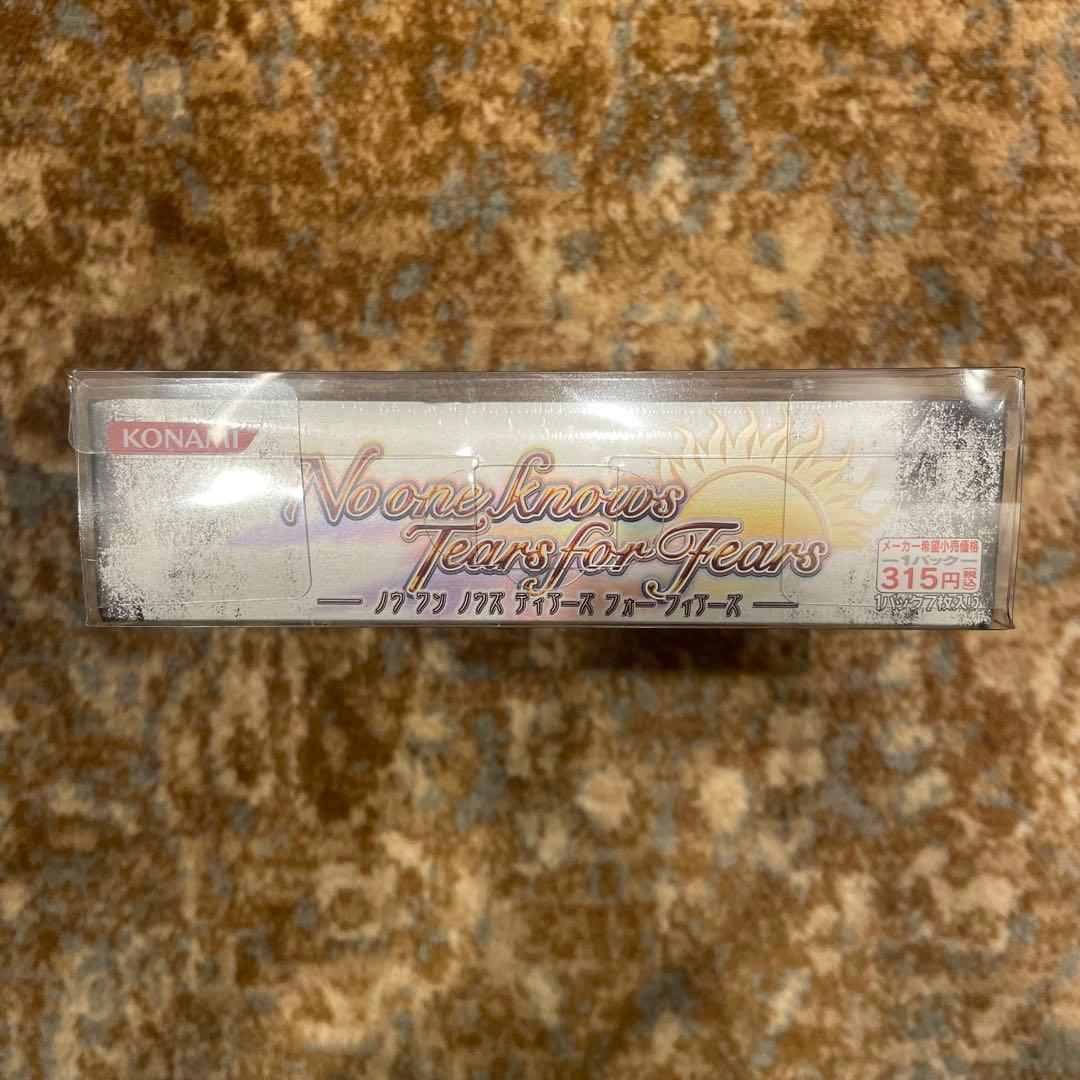 KONAMI
No one knows
Tears for Fears
— ノウ ワン ノウズ ティアーズ フォー フィアーズ —
メーカー希望小売価格
1パック
315円(税込)
1パック7枚入り